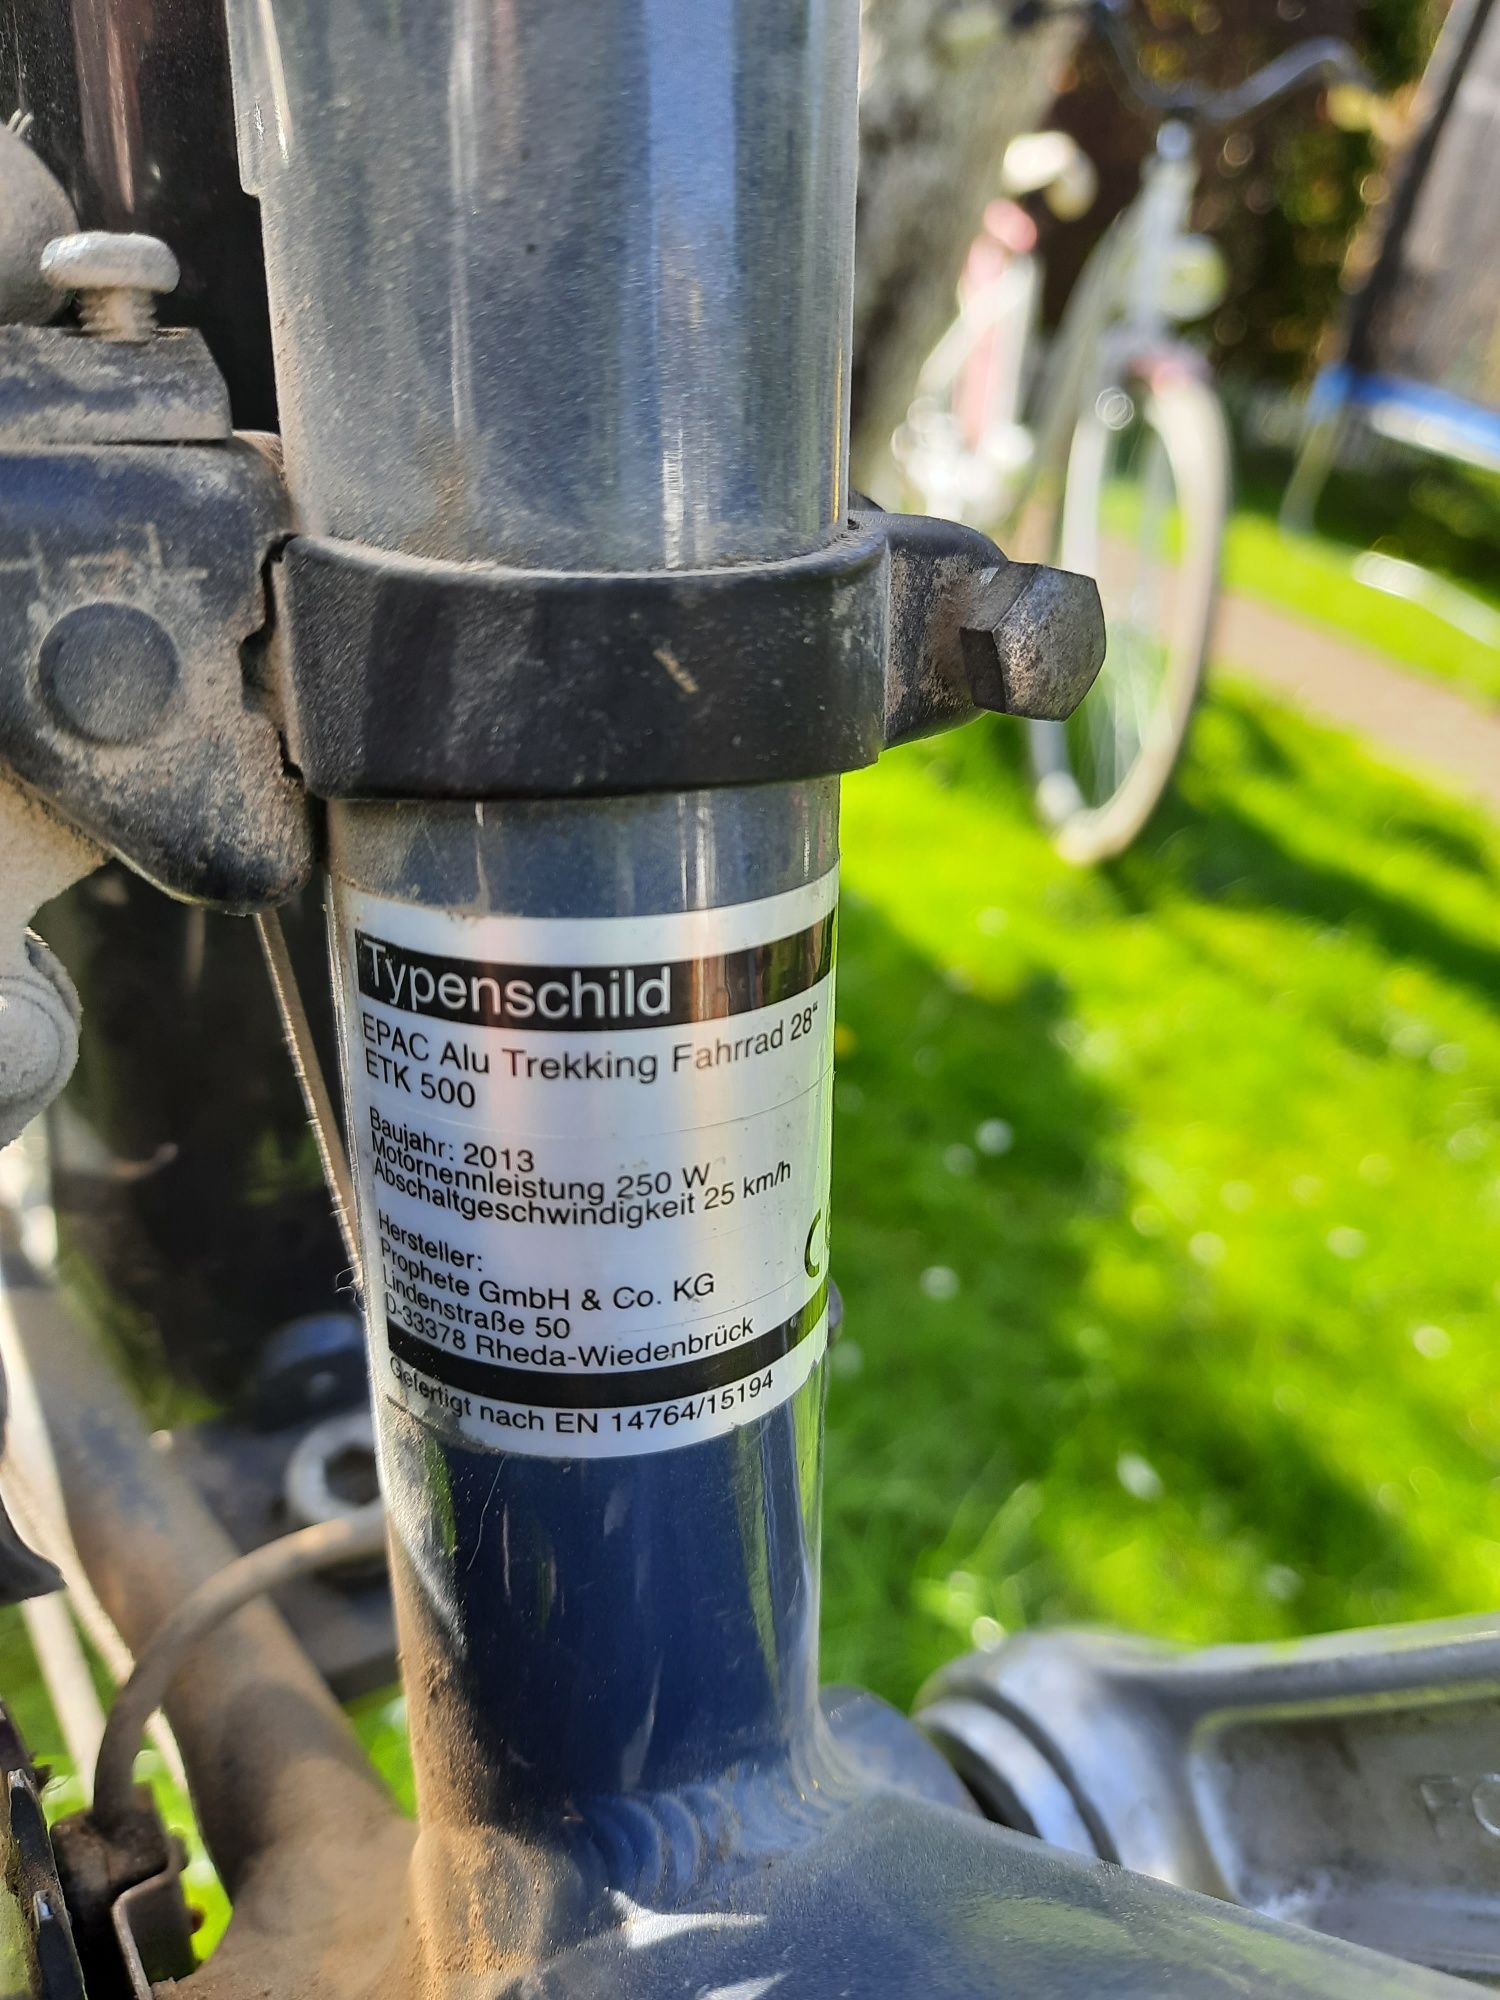 Typenschild
EPAC Alu Trekking Fahrrad 28"
ETK 500
Baujahr: 2013
Motornennleistung 250 W
Abschaltgeschwindigkeit 25 km/h
Hersteller:
Prophete GmbH & Co. KG
Lindenstraße 50
D-33378 Rheda-Wiedenbrück
Gefertigt nach EN 14764/15194